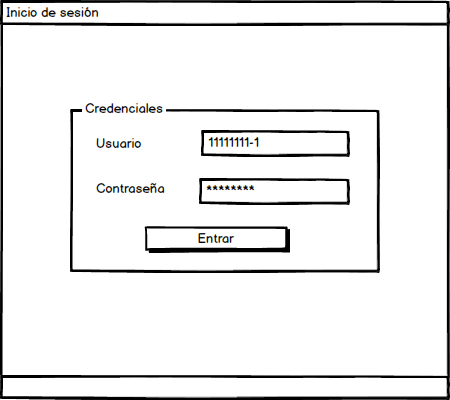 Inicio de sesión
Credenciales
Usuario 11111111-1
Contraseña ********
Entrar